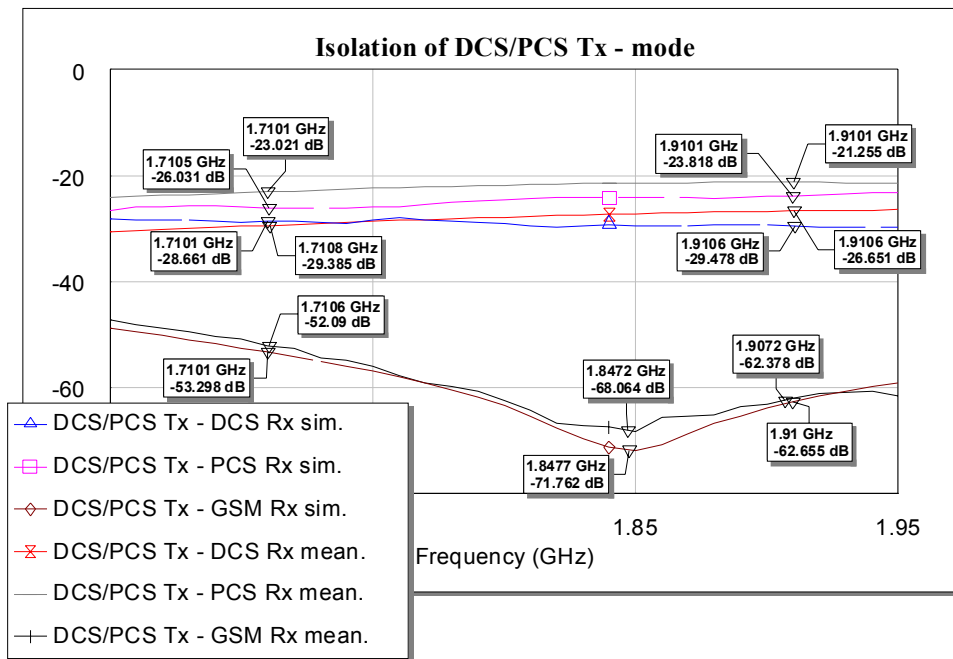 Isolation of DCS/PCS Tx - mode
0
-20
-40
-60
1.7101 GHz
-23.021 dB
1.7105 GHz
-26.031 dB
1.7101 GHz
-28.661 dB
1.7108 GHz
-29.385 dB
1.9101 GHz
-23.818 dB
1.9101 GHz
-21.255 dB
1.9106 GHz
-29.478 dB
1.9106 GHz
-26.651 dB
1.7106 GHz
-52.09 dB
1.7101 GHz
-53.298 dB
1.8472 GHz
-68.064 dB
1.9072 GHz
-62.378 dB
1.91 GHz
-62.655 dB
1.8477 GHz
-71.762 dB
1.85
1.95
Frequency (GHz)
DCS/PCS Tx - DCS Rx sim.
DCS/PCS Tx - PCS Rx sim.
DCS/PCS Tx - GSM Rx sim.
DCS/PCS Tx - DCS Rx mean.
DCS/PCS Tx - PCS Rx mean.
DCS/PCS Tx - GSM Rx mean.